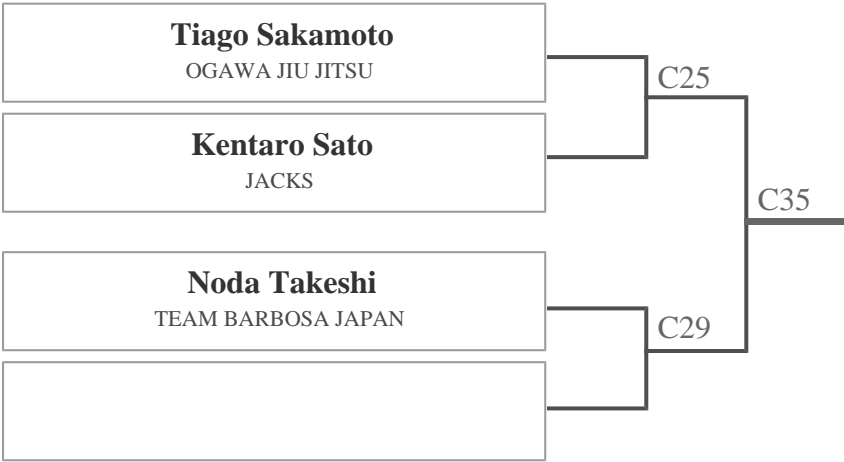 Tiago Sakamoto
OGAWA JIU JITSU
C25
Kentaro Sato
JACKS
C35
Noda Takeshi
TEAM BARBOSA JAPAN
C29